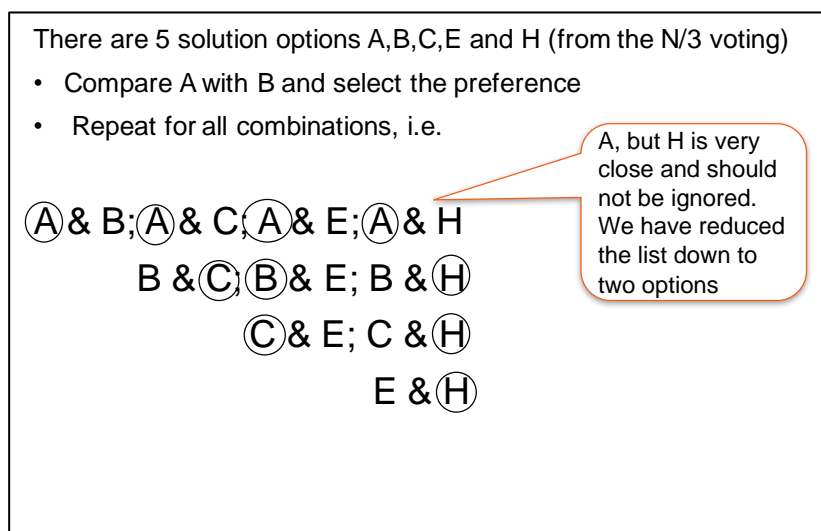 There are 5 solution options A,B,C,E and H (from the N/3 voting)
• Compare A with B and select the preference
• Repeat for all combinations, i.e.
A, but H is very
close and should
not be ignored.
We have reduced
the list down to
two options
A & B; A & C; A & E; A & H
B & C; B & E; B & H
C & E; C & H
E & H